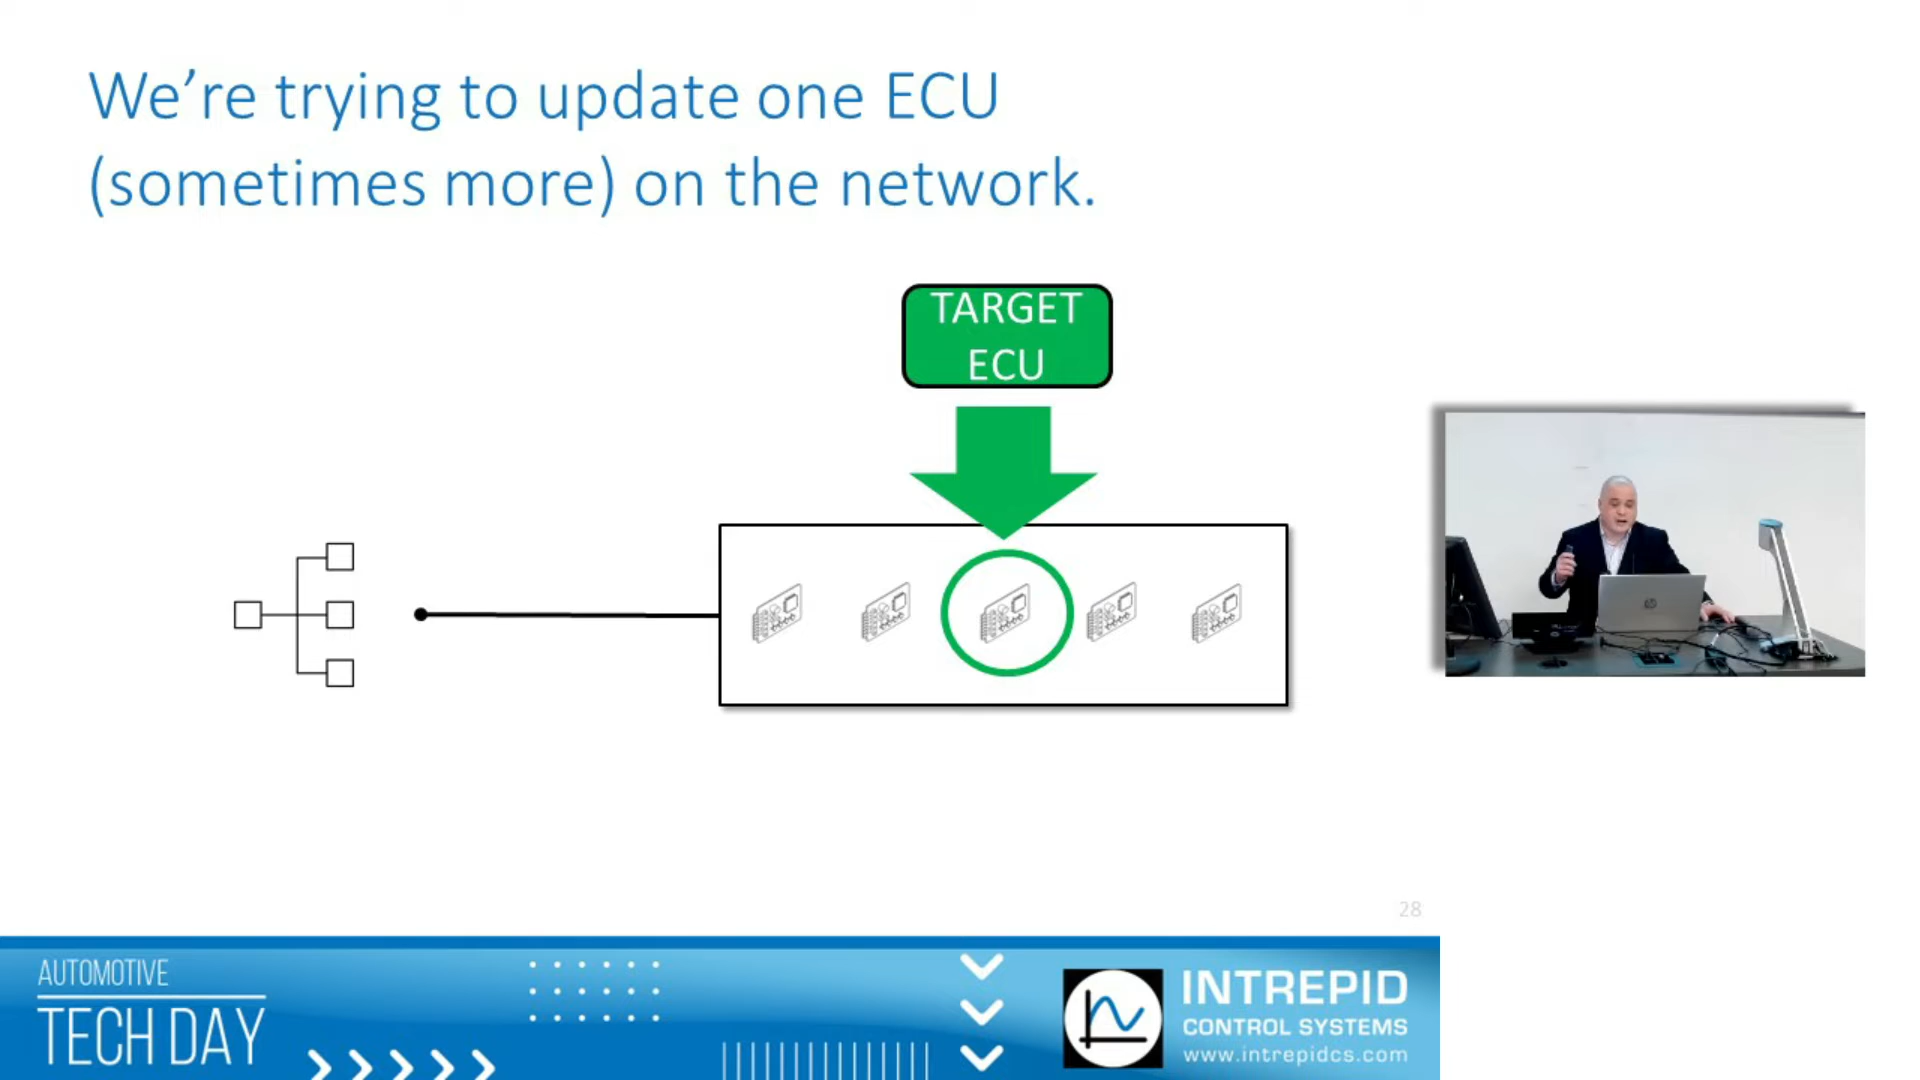 We're trying to update one ECU
(sometimes more) on the network.
TARGET
ECU
28
AUTOMOTIVE
TECH DAY
INTREPID
CONTROL SYSTEMS
www.intrepidcs.com